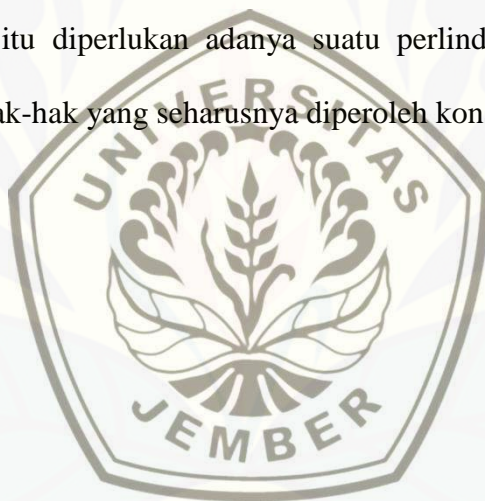 itu diperlukan adanya suatu perlind
ak-hak yang seharusnya diperoleh kon
UNIVERSITAS
JEMBER